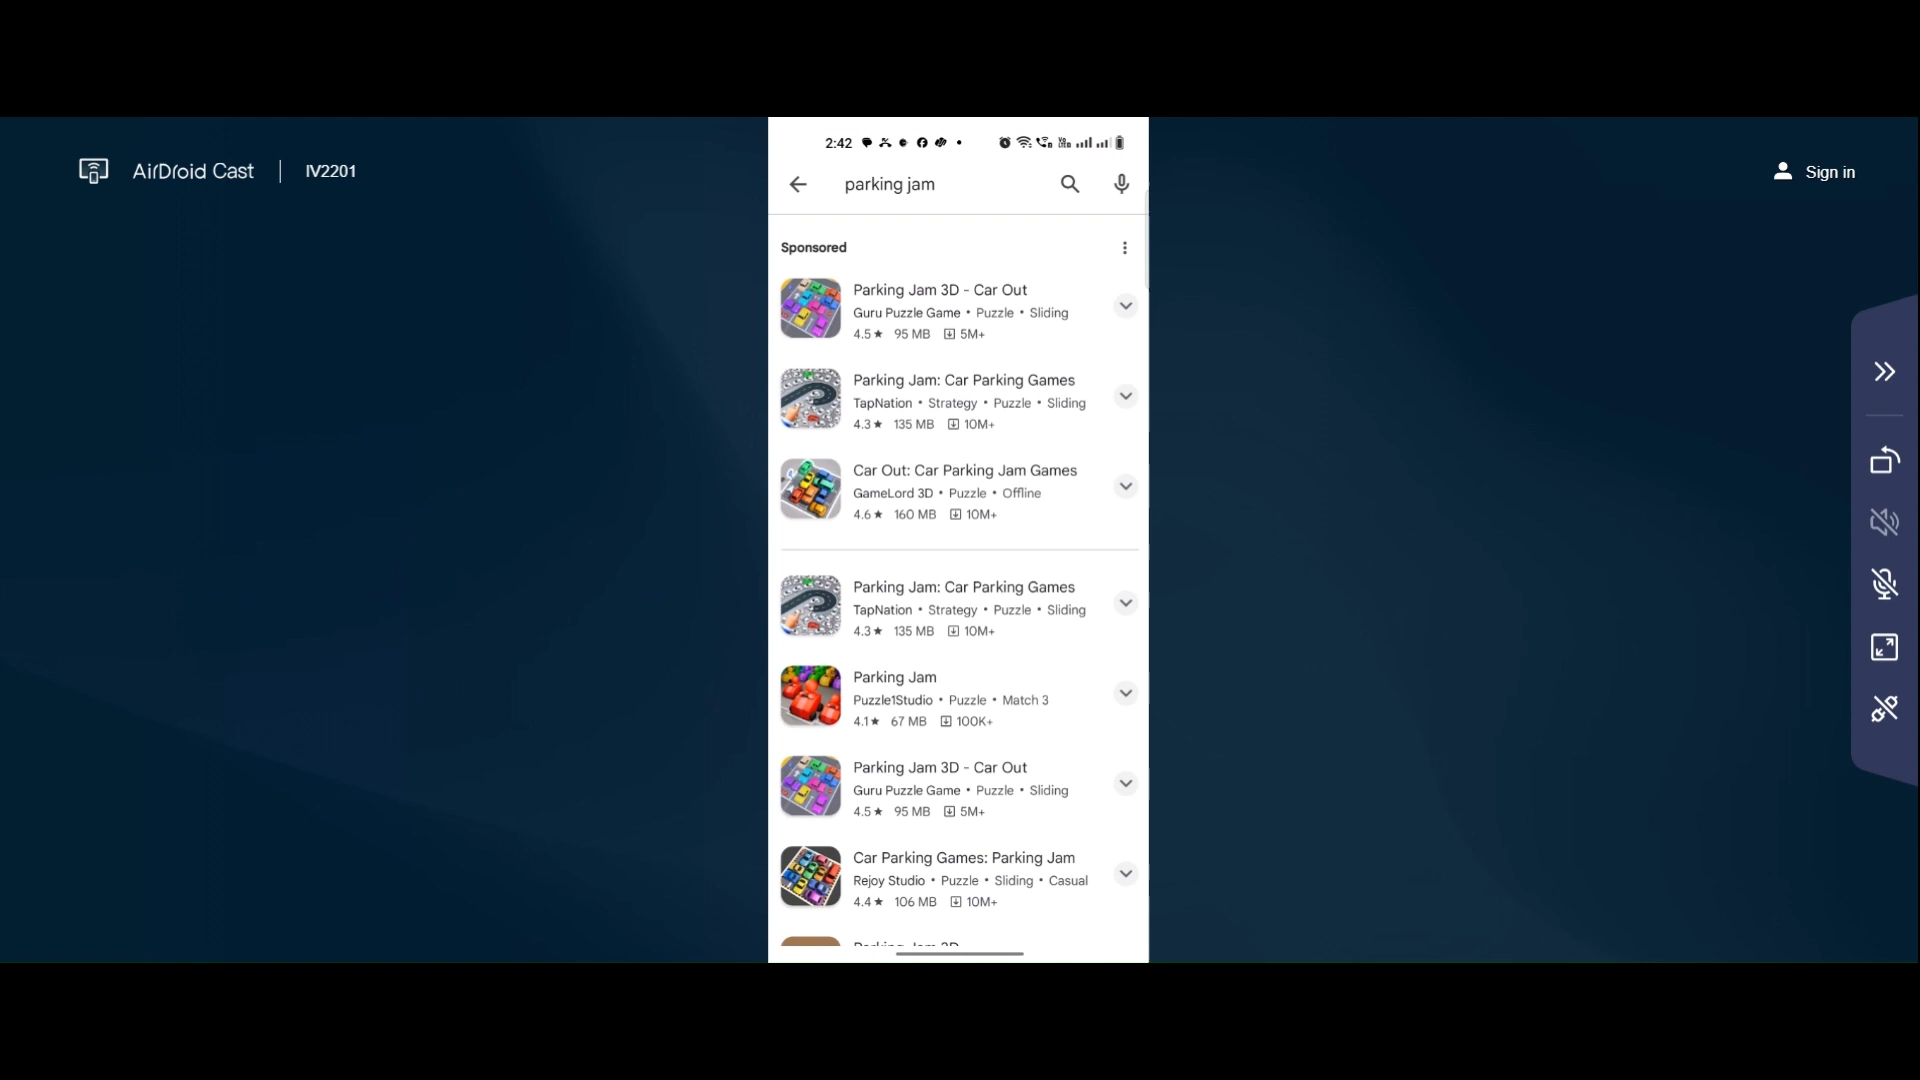 2:42
AirDroid Cast | IV2201
Sign in
parking jam
Sponsored
Parking Jam 3D - Car Out
Guru Puzzle Game • Puzzle • Sliding
4.5★ 95 MB 5M+
Parking Jam: Car Parking Games
TapNation • Strategy • Puzzle • Sliding
4.3★ 135 MB 10M+
Car Out: Car Parking Jam Games
GameLord 3D • Puzzle • Offline
4.6★ 160 MB 10M+
Parking Jam: Car Parking Games
TapNation • Strategy • Puzzle • Sliding
4.3★ 135 MB 10M+
Parking Jam
Puzzle1Studio • Puzzle • Match 3
4.1★ 67 MB 100K+
Parking Jam 3D - Car Out
Guru Puzzle Game • Puzzle • Sliding
4.5★ 95 MB 5M+
Car Parking Games: Parking Jam
Rejoy Studio • Puzzle • Sliding • Casual
4.4★ 106 MB 10M+
Parking Jam 3D